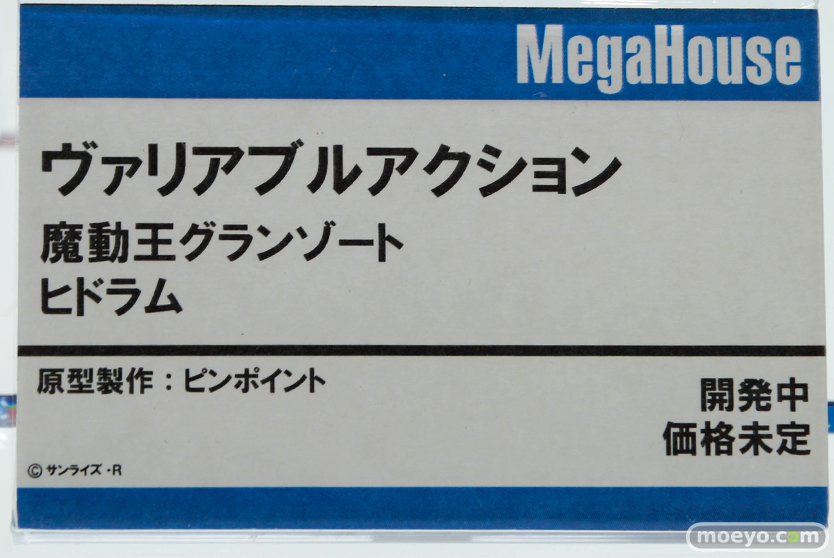 MegaHouse
ヴァリアブルアクション
魔動王グランゾート
ヒドラム
原型製作：ピンポイント
開発中
価格未定
©サンライズ・R
moeyo.com